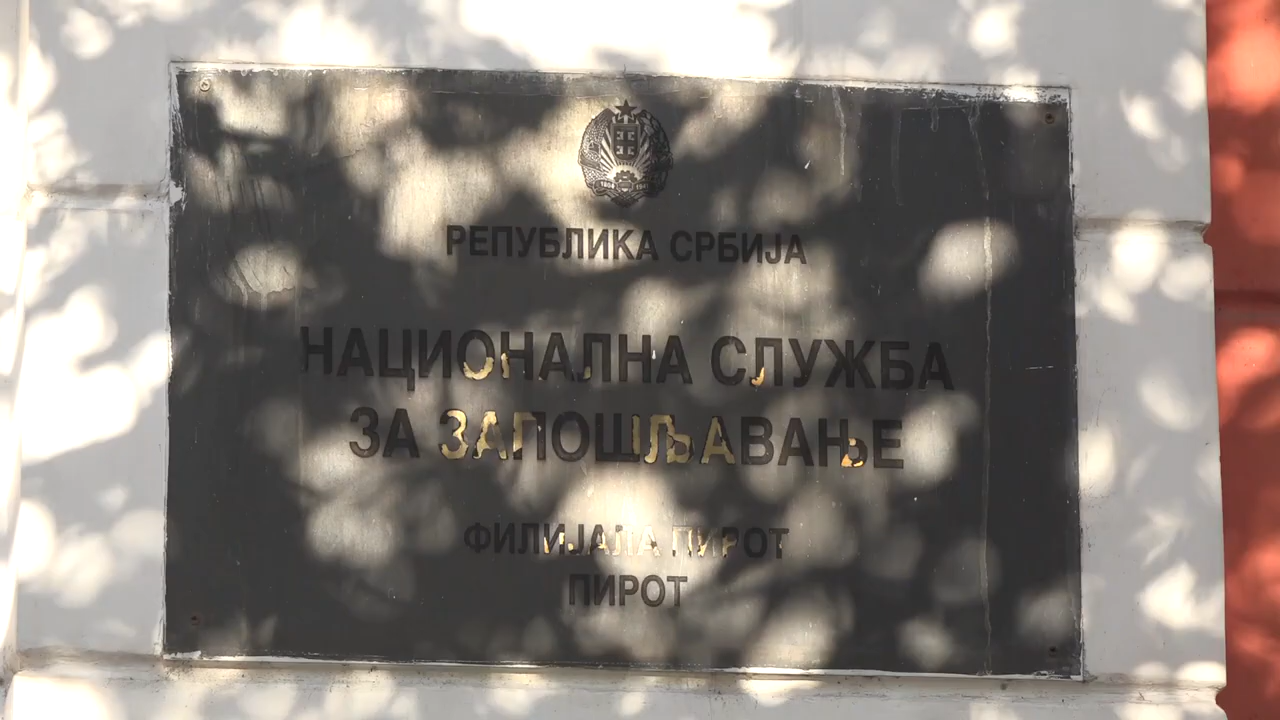 РЕПУБЛИКА СРБИЈА
НАЦИОНАЛНА СЛУЖБА
ЗА ЗАПОШЉАВАЊЕ
ФИЛИЈАЛА ПИРОТ
ПИРОТ